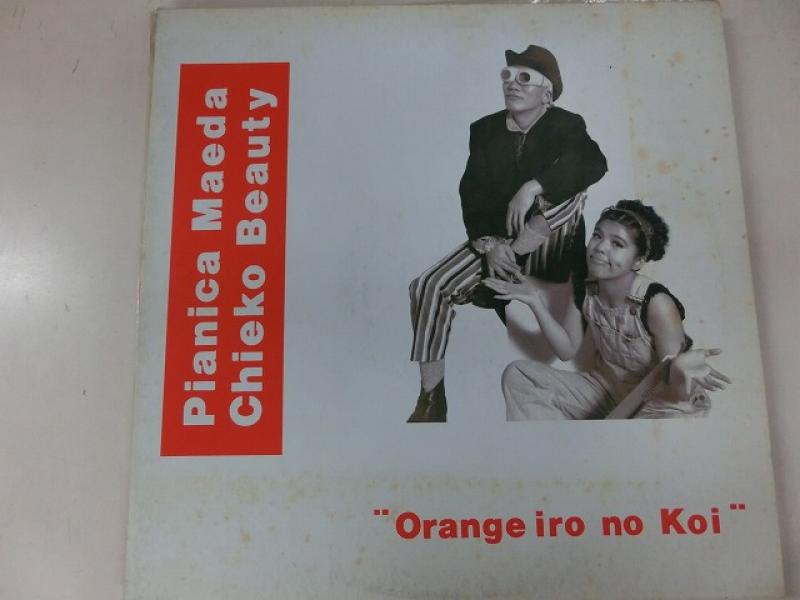 Pianica Maeda
Chieko Beauty
¨Orange iro no Koi¨